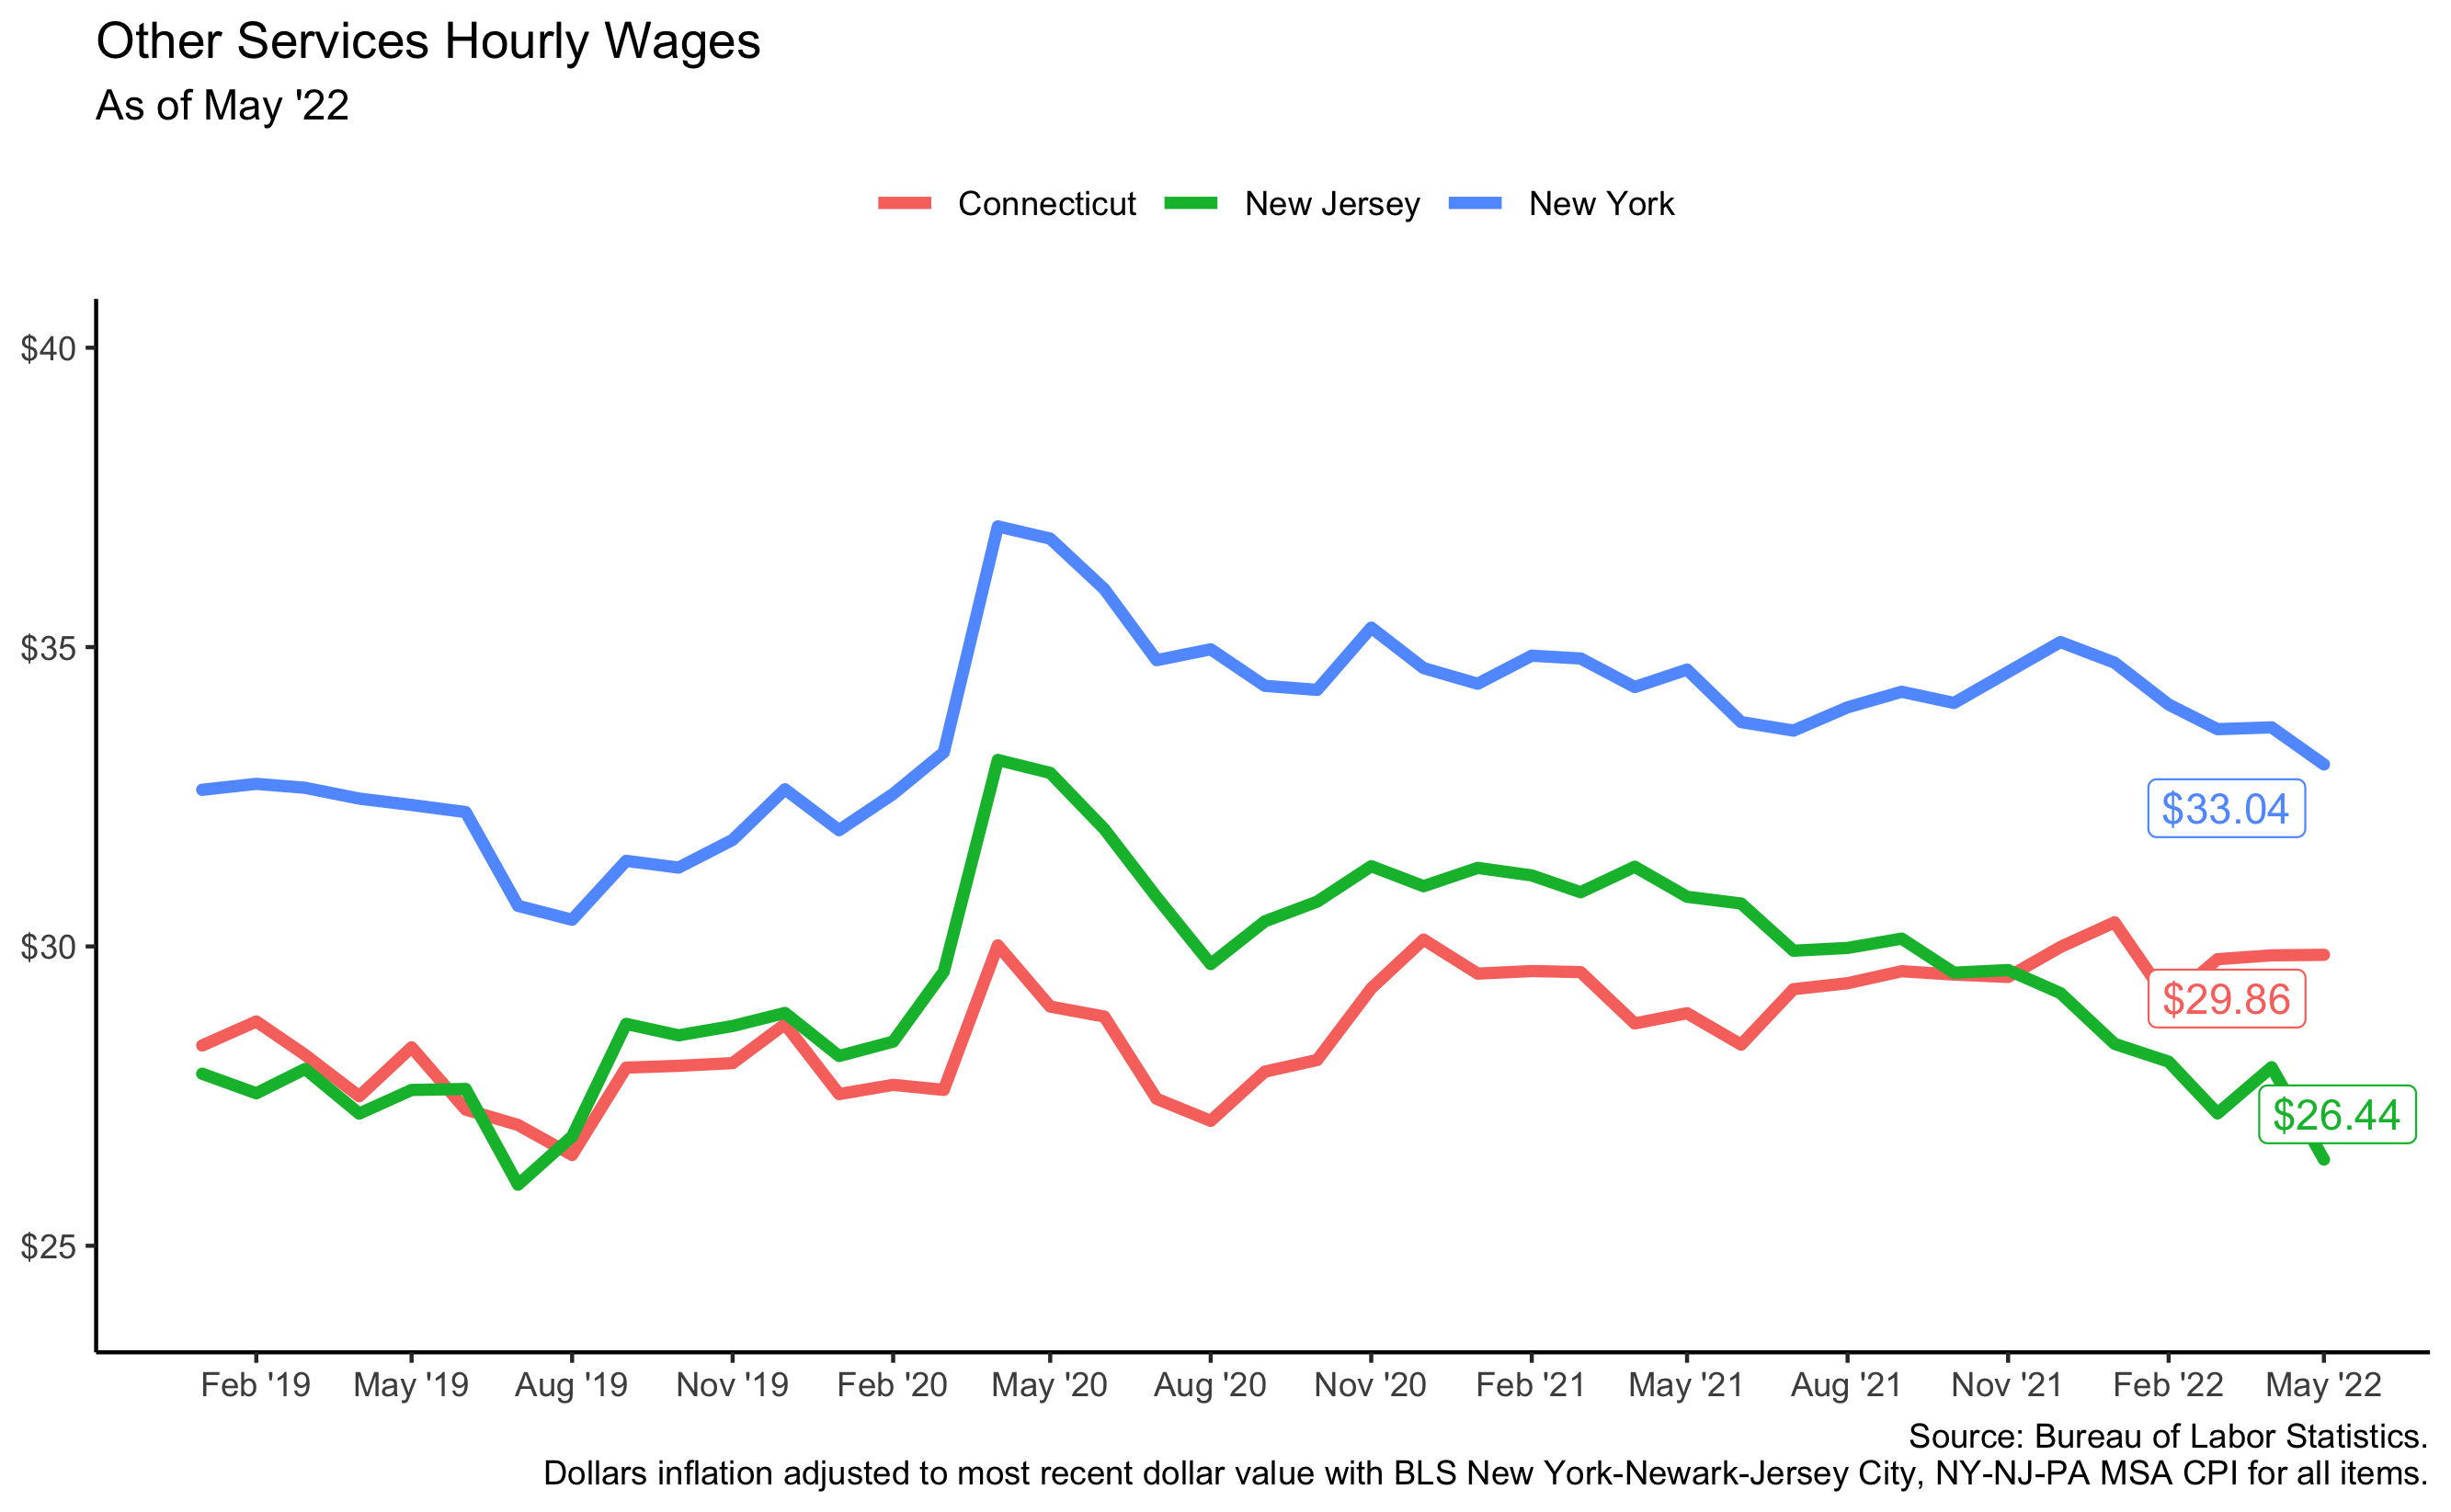 Other Services Hourly Wages
As of May '22
Connecticut New Jersey New York
$40
$35
$30
$25
$33.04
$29.86
$26.44
Feb '19 May '19 Aug '19 Nov '19 Feb '20 May '20 Aug '20 Nov '20 Feb '21 May '21 Aug '21 Nov '21 Feb '22 May '22
Source: Bureau of Labor Statistics.
Dollars inflation adjusted to most recent dollar value with BLS New York-Newark-Jersey City, NY-NJ-PA MSA CPI for all items.